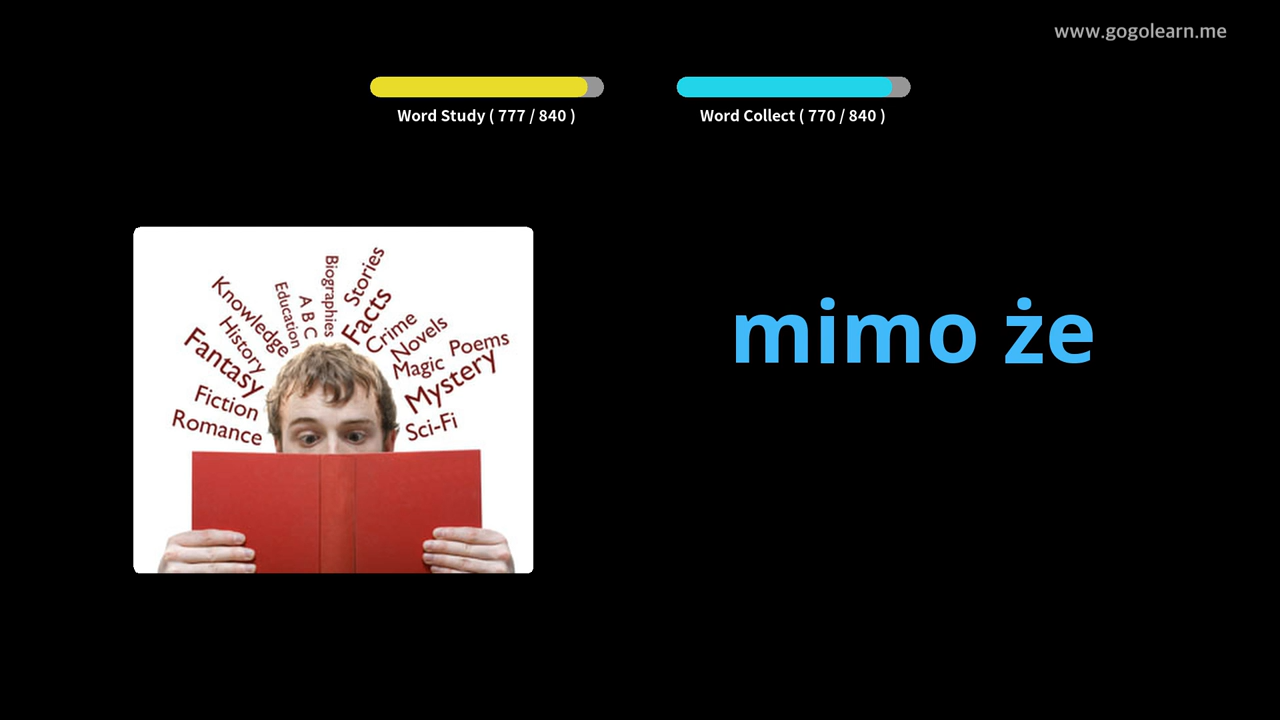 www.gogolearn.me
Word Study ( 777 / 840 )
Word Collect ( 770 / 840 )
Biographies
Stories
Education
A B C
Facts
Knowledge
Crime
History
Novels
Fantasy
Magic
Poems
Mystery
Fiction
Romance
Sci-Fi
mimo że